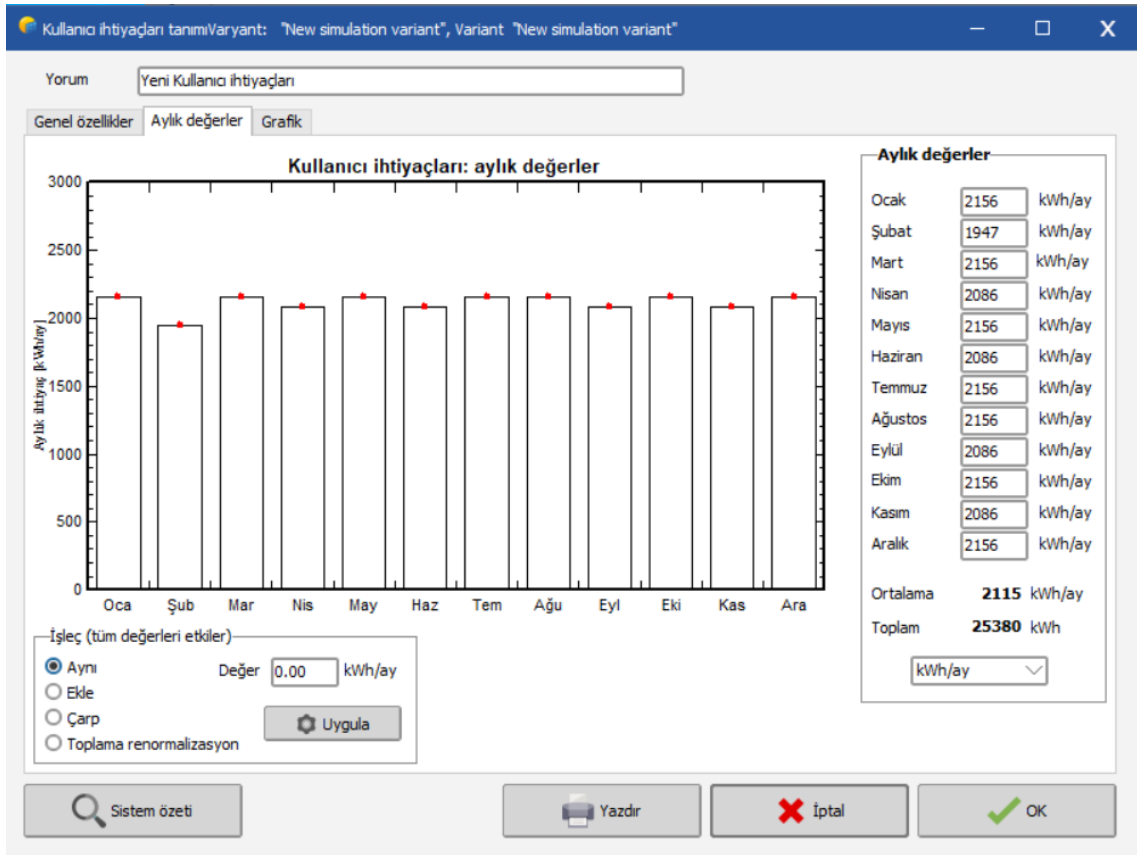 Kullanıcı ihtiyaçları tanımıVaryant: "New simulation variant", Variant "New simulation variant"
Yorum Yeni Kullanıcı ihtiyaçları
Genel özellikler Aylık değerler Grafik
Kullanıcı ihtiyaçları: aylık değerler
3000
2500
2000
1500
1000
500
0
Aylık ihtiyaç [kWh/ay]
Oca Şub Mar Nis May Haz Tem Ağu Eyl Eki Kas Ara
Aylık değerler
Ocak 2156 kWh/ay
Şubat 1947 kWh/ay
Mart 2156 kWh/ay
Nisan 2086 kWh/ay
Mayıs 2156 kWh/ay
Haziran 2086 kWh/ay
Temmuz 2156 kWh/ay
Ağustos 2156 kWh/ay
Eylül 2086 kWh/ay
Ekim 2156 kWh/ay
Kasım 2086 kWh/ay
Aralık 2156 kWh/ay
Ortalama 2115 kWh/ay
Toplam 25380 kWh
kWh/ay
İşleç (tüm değerleri etkiler)
Aynı Değer 0.00 kWh/ay
Ekle
Çarp Uygula
Toplama renormalizasyon
Sistem özeti Yazdır İptal OK